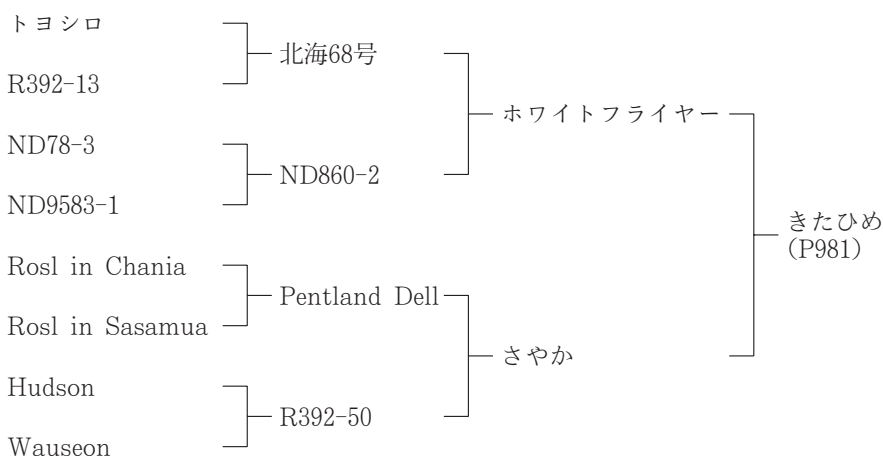 トヨシロ
北海68号
R392-13
ホワイトフライヤー
ND78-3
ND860-2
ND9583-1
きたひめ
(P981)
Rosl in Chania
Pentland Dell
Rosl in Sasamua
さやか
Hudson
R392-50
Wauseon